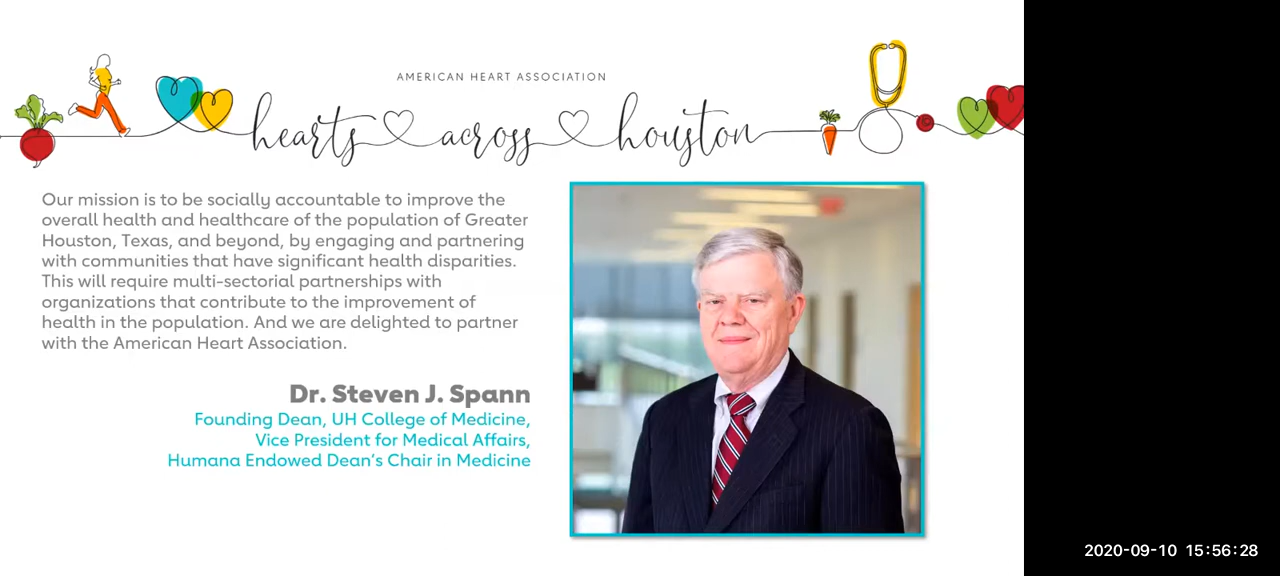 AMERICAN HEART ASSOCIATION
hearts across houston
Our mission is to be socially accountable to improve the
overall health and healthcare of the population of Greater
Houston, Texas, and beyond, by engaging and partnering
with communities that have significant health disparities.
This will require multi-sectorial partnerships with
organizations that contribute to the improvement of
health in the population. And we are delighted to partner
with the American Heart Association.
Dr. Steven J. Spann
Founding Dean, UH College of Medicine,
Vice President for Medical Affairs,
Humana Endowed Dean's Chair in Medicine
2020-09-10 15:56:28